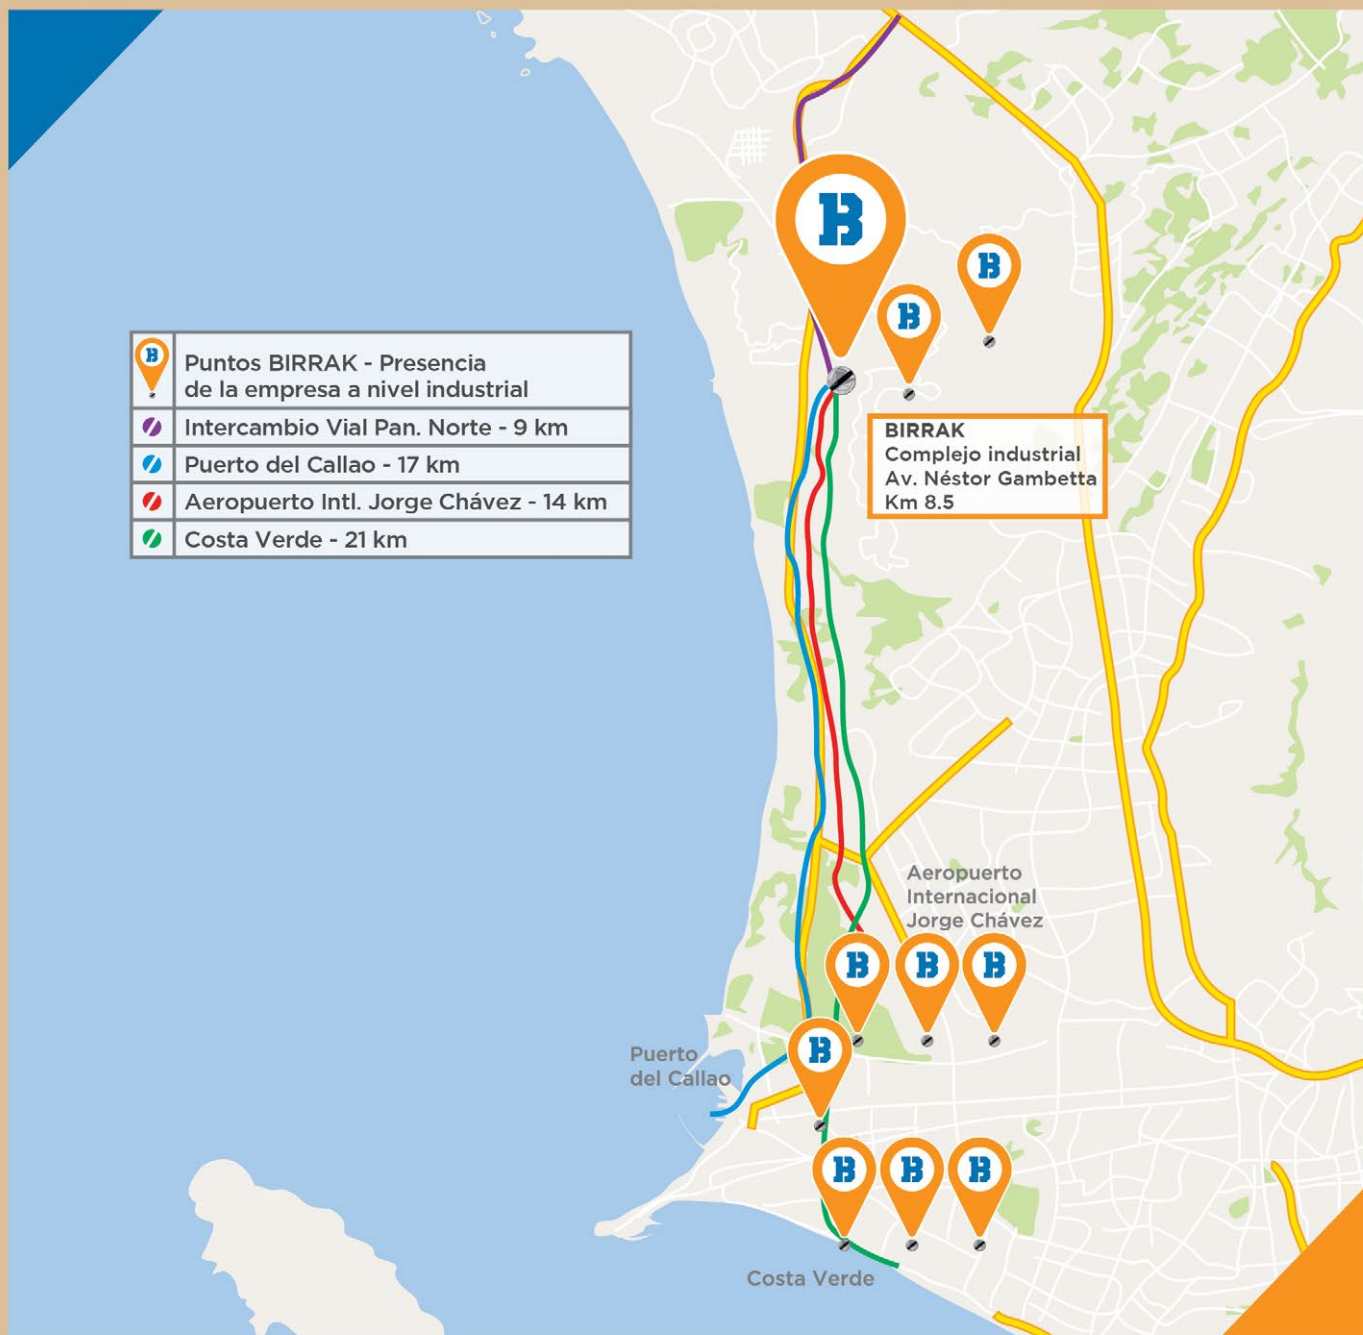 B
B
B
B
Puntos BIRRAK - Presencia
de la empresa a nivel industrial
Intercambio Vial Pan. Norte - 9 km
Puerto del Callao - 17 km
Aeropuerto Intl. Jorge Chávez - 14 km
Costa Verde - 21 km
BIRRAK
Complejo industrial
Av. Néstor Gambetta
Km 8.5
Aeropuerto
Internacional
Jorge Chávez
B
B
B
B
Puerto
del Callao
B
B
B
Costa Verde